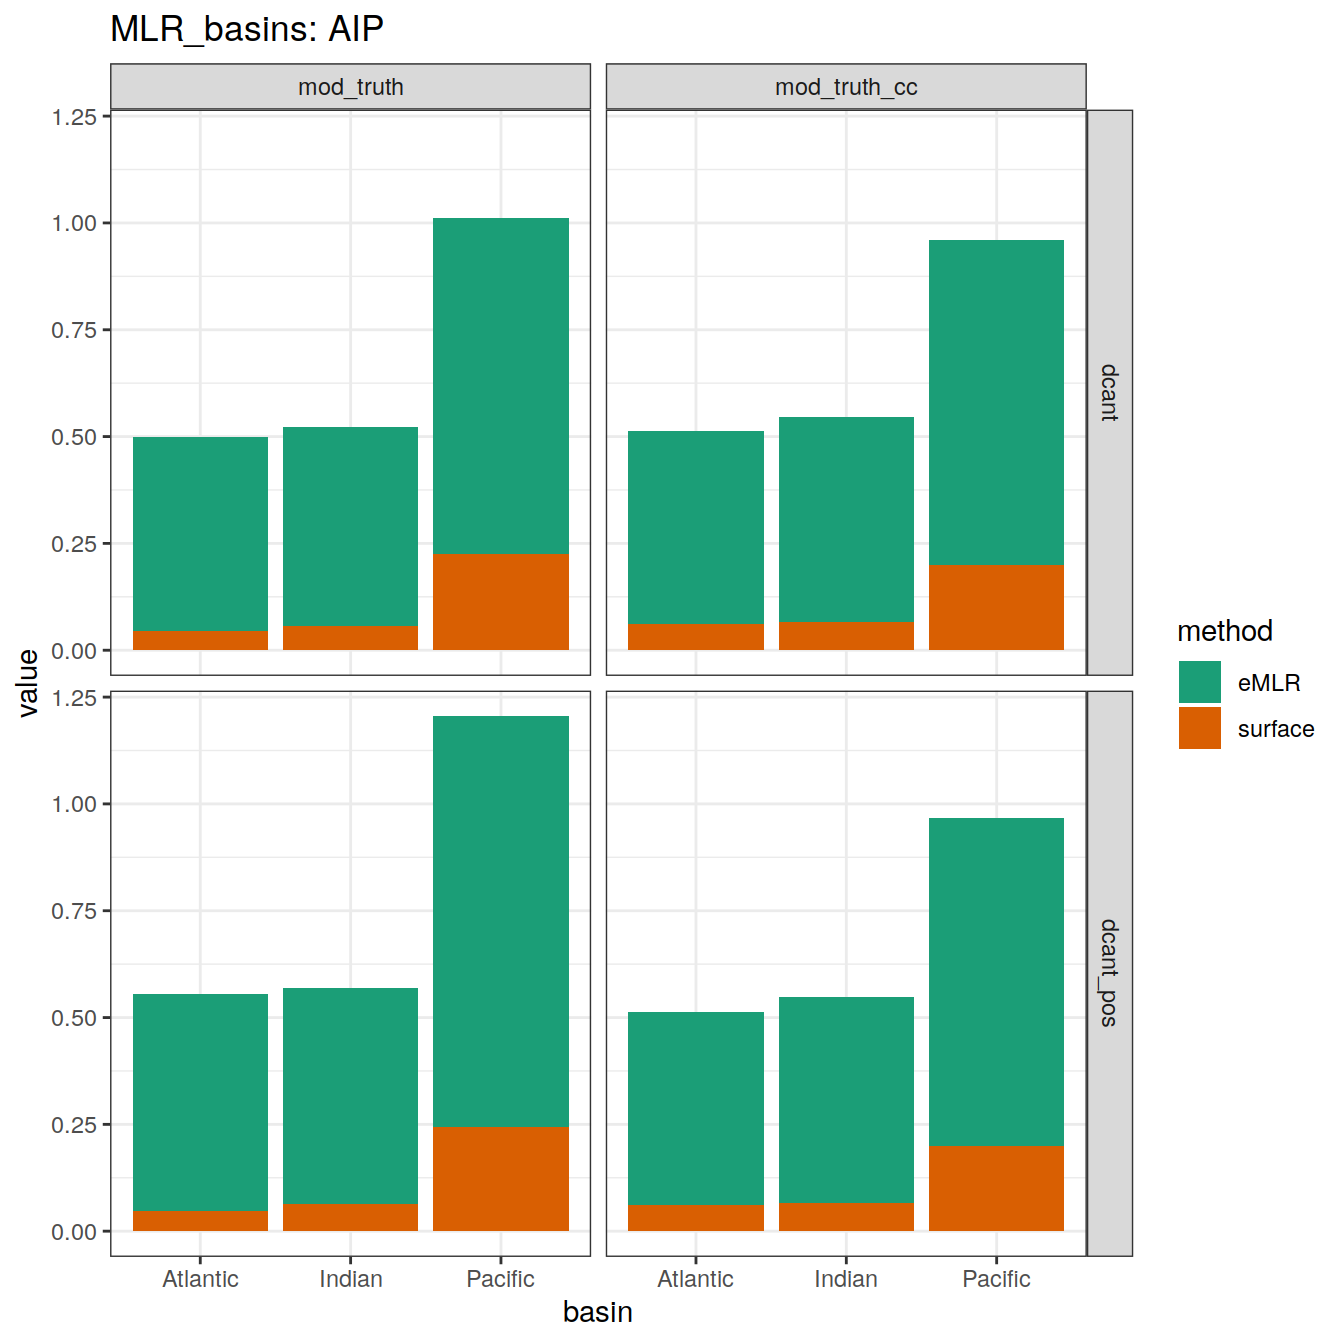 MLR_basins: AIP
mod_truth
mod_truth_cc
1.25
1.00
0.75
0.50
0.25
0.00
dcant
1.25
1.00
0.75
0.50
0.25
0.00
dcant_pos
value
Atlantic
Indian
Pacific
Atlantic
Indian
Pacific
basin
method
eMLR
surface